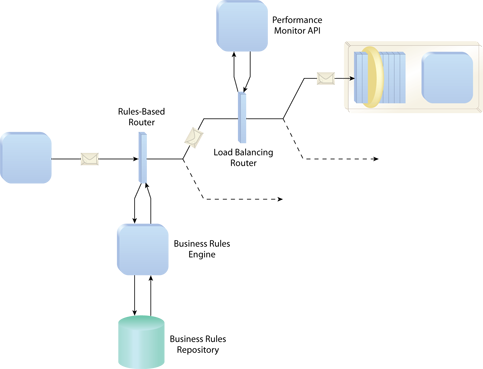 Performance
Monitor API
Rules-Based
Router
Load Balancing
Router
Business Rules
Engine
Business Rules
Repository